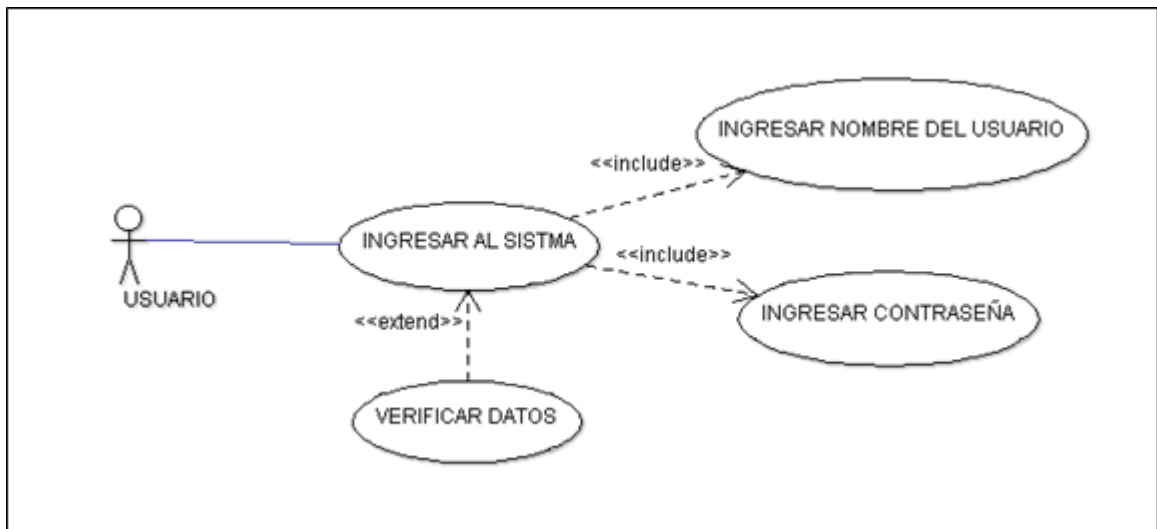 INGRESAR NOMBRE DEL USUARIO
<<include>>
INGRESAR AL SISTMA
<<include>>
USUARIO
INGRESAR CONTRASEÑA
<<extend>>
VERIFICAR DATOS